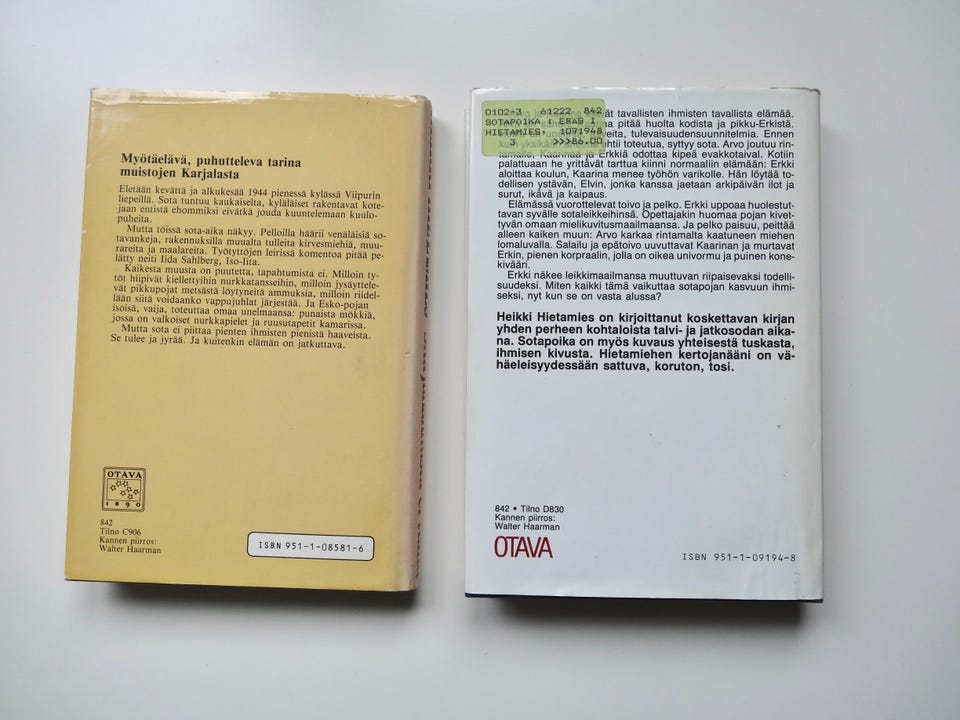 Myötäelävä, puhutteleva tarina
muistojen Karjalasta
Eletään kevättä ja alkukesää 1944 pienessä kylässä Viipurin
liepeillä. Sota tuntuu kaukaiselta, kyläläiset rakentavat kote-
jaan entistä ehommiksi eivätkä jouda kuuntelemaan kuulo-
puheita.
Mutta töissä sota-aika näkyy. Pelloilla häärii venäläisiä so-
tavankeja, rakennuksilla muualta tulleita kirvesmiehiä, muu-
rareita ja maalareita. Työtyttöjen leirissä komentoa pitää pe-
lätty neiti Iida Sahlberg, Iso-Iita.
Kaikesta muusta on puutetta, tapahtumista ei. Milloin ty-
töt hiipivät kiellettyihin nurkkatansseihin, milloin jysäyttele-
vät pikkupojat metsästä löytyneitä ammuksia, milloin riidel-
lään siitä voidaanko vappujuhlat järjestää. Ja Esko-pojan
isoisä, vaija, toteuttaa omaa unelmaansa: punaista mökkiä,
jossa on valkoiset nurkkapielet ja ruusutapetit kamarissa.
Mutta sota ei piittaa pienten ihmisten pienistä haaveista.
Se tulee ja jyrää. Ja kuitenkin elämän on jatkuttava.
OTAVA
1890
842
Tilno C906
Kannen piirros:
Walter Haarman
ISBN 951-1-08581-6
0102-3 61222 842
SOTAPOIKA : ERÄS I
HIETAMIES, 1091948
3 >>>86.00
tavallisten ihmisten tavallista elämää.
pitää huolta kodista ja pikku-Erkistä.
tulevaisuudensuunnitelmia. Ennen
ehtii toteutua, syttyy sota. Arvo joutuu rin-
tamalle, Kaarinaa ja Erkkiä odottaa kipeä evakkotaival. Kotiin
palattuaan he yrittävät tarttua kiinni normaaliin elämään: Erkki
aloittaa koulun, Kaarina menee työhön varikolle. Hän löytää to-
dellisen ystävän, Elvin, jonka kanssa jaetaan arkipäivän ilot ja
surut, ikävä ja kaipaus.
Elämässä vuorottelevat toivo ja pelko. Erkki uppoaa huolestut-
tavan syvälle sotaleikkeihinsä. Opettajakin huomaa pojan kivet-
tyvän omaan mielikuvitusmaailmaansa. Ja pelko paisuu, peittää
alleen kaiken muun: Arvo karkaa rintamalta kaatuneen miehen
lomaluvalla. Salailu ja epätoivo uuvuttavat Kaarinan ja murtavat
Erkin, pienen korpraalin, jolla on oikea univormu ja puinen kone-
kivääri.
Erkki näkee leikkimaailmansa muuttuvan riipaisevaksi todelli-
suudeksi. Miten kaikki tämä vaikuttaa sotapojan kasvuun ihmi-
seksi, nyt kun se on vasta alussa?
Heikki Hietamies on kirjoittanut koskettavan kirjan
yhden perheen kohtaloista talvi- ja jatkosodan aika-
na. Sotapoika on myös kuvaus yhteisestä tuskasta,
ihmisen kivusta. Hietamiehen kertojanääni on vä-
häeleisyydessään sattuva, koruton, tosi.
842 • Tilno D830
Kannen piirros:
Walter Haarman
OTAVA
ISBN 951-1-09194-8